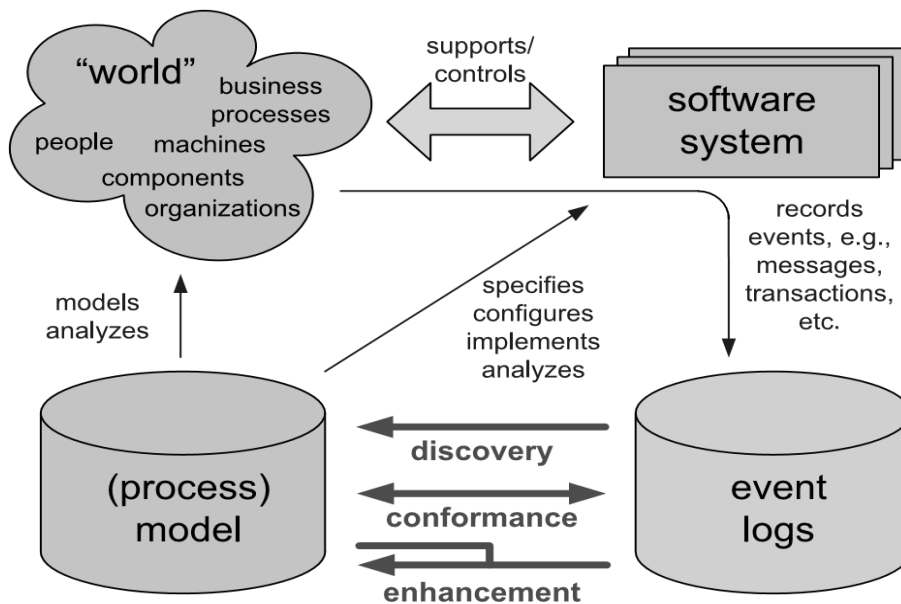 “world”
business
processes
people
machines
components
organizations
supports/
controls
software
system
records
events, e.g.,
messages,
transactions,
etc.
models
analyzes
specifies
configures
implements
analyzes
(process)
model
discovery
conformance
enhancement
event
logs